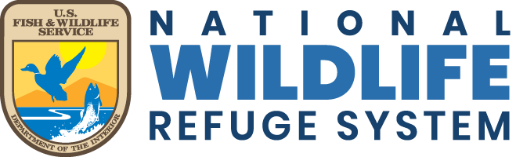 U.S.
FISH & WILDLIFE
SERVICE
DEPARTMENT OF THE INTERIOR
NATIONAL
WILDLIFE
REFUGE SYSTEM